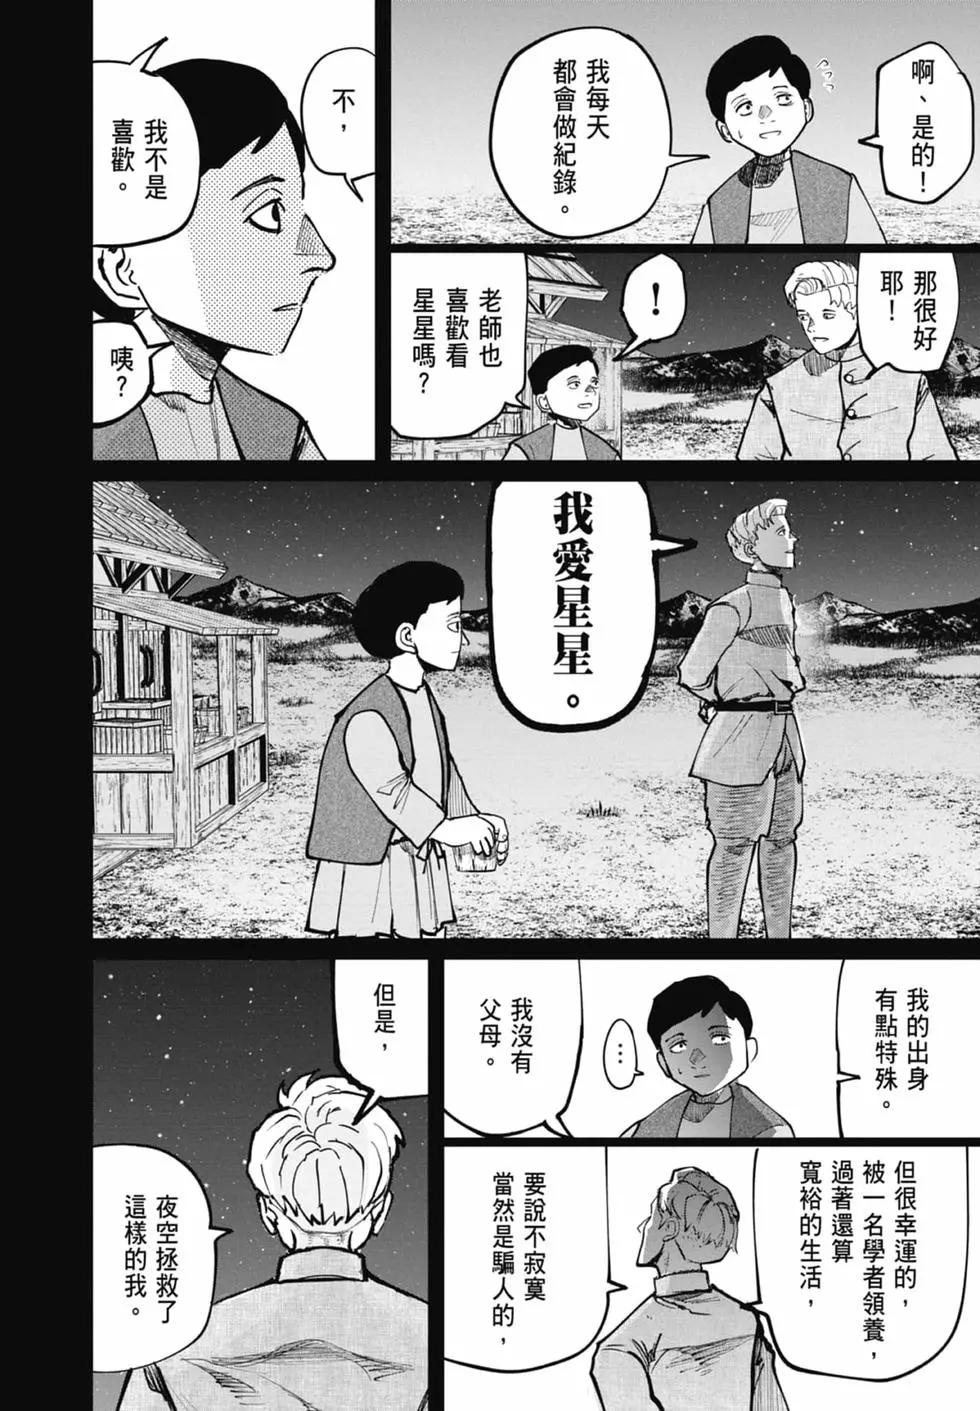 啊、是的！
我每天
都會做紀錄。
那很好
耶！
！
老師也
喜歡看
星星嗎？
不，
我不是
喜歡。
咦？
我愛星星。
我的出身
有點特殊。
…
我沒有
父母。
但很幸運的，
被一名學者領養，
過著還算
寬裕的生活，
要說不寂寞
當然是騙人的，
但是，
夜空拯救了
這樣的我。